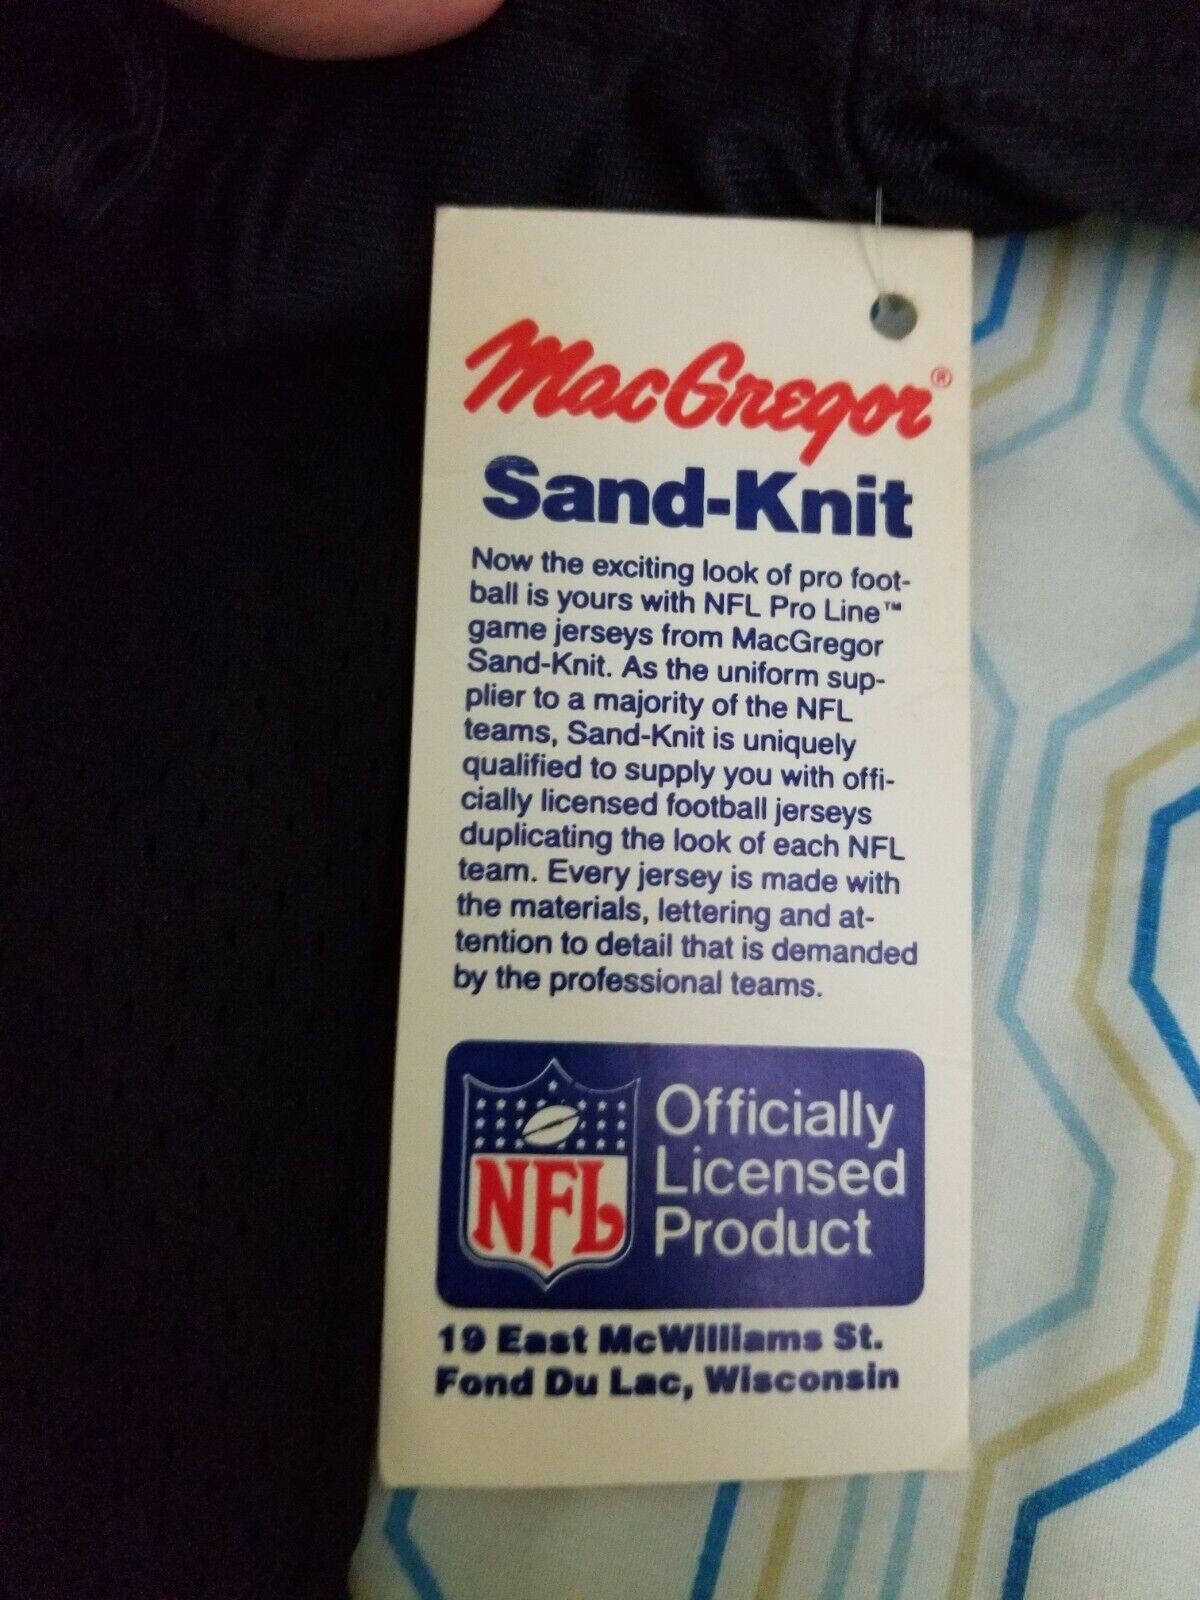 MacGregor®
Sand-Knit
Now the exciting look of pro foot-
ball is yours with NFL Pro Line™
game jerseys from MacGregor
Sand-Knit. As the uniform sup-
plier to a majority of the NFL
teams, Sand-Knit is uniquely
qualified to supply you with offi-
cially licensed football jerseys
duplicating the look of each NFL
team. Every jersey is made with
the materials, lettering and at-
tention to detail that is demanded
by the professional teams.
NFL
Officially
Licensed
Product
19 East McWilliams St.
Fond Du Lac, Wisconsin